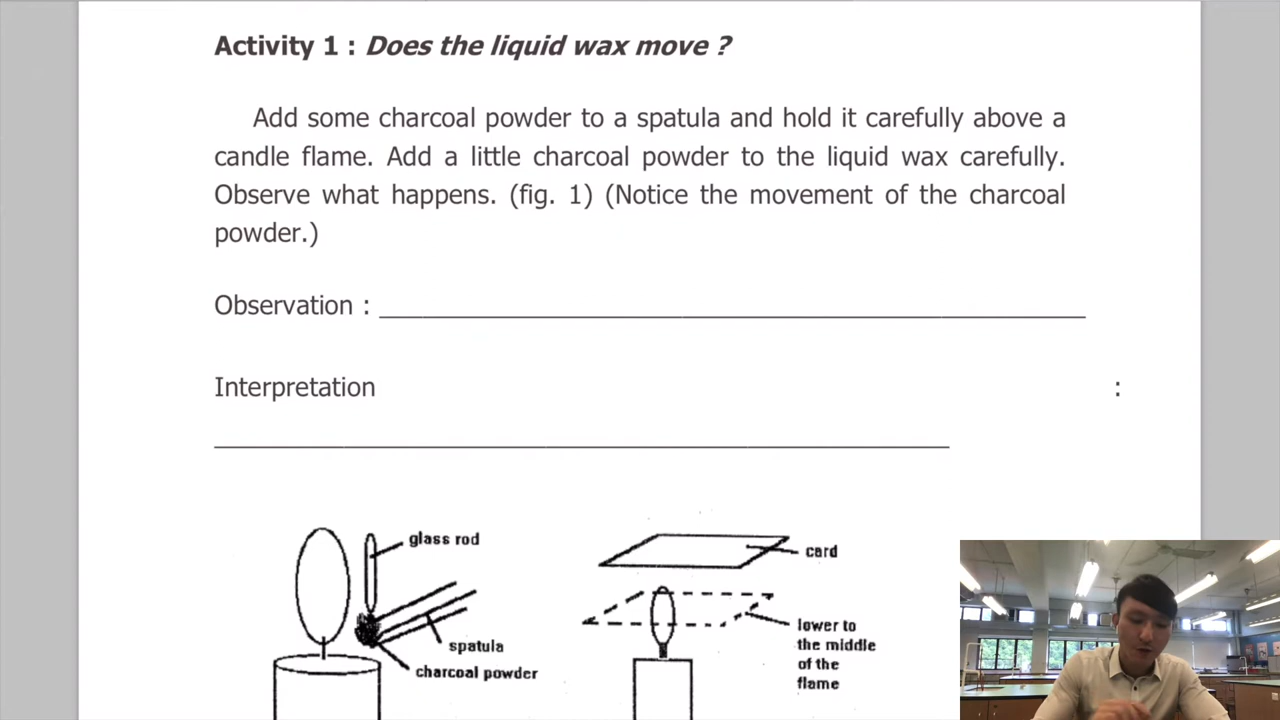 Activity 1 : Does the liquid wax move ?
Add some charcoal powder to a spatula and hold it carefully above a
candle flame. Add a little charcoal powder to the liquid wax carefully.
Observe what happens. (fig. 1) (Notice the movement of the charcoal
powder.)
Observation : ______________________________________________
Interpretation :
______________________________________________
glass rod
spatula
charcoal powder
card
lower to
the middle
of the
flame